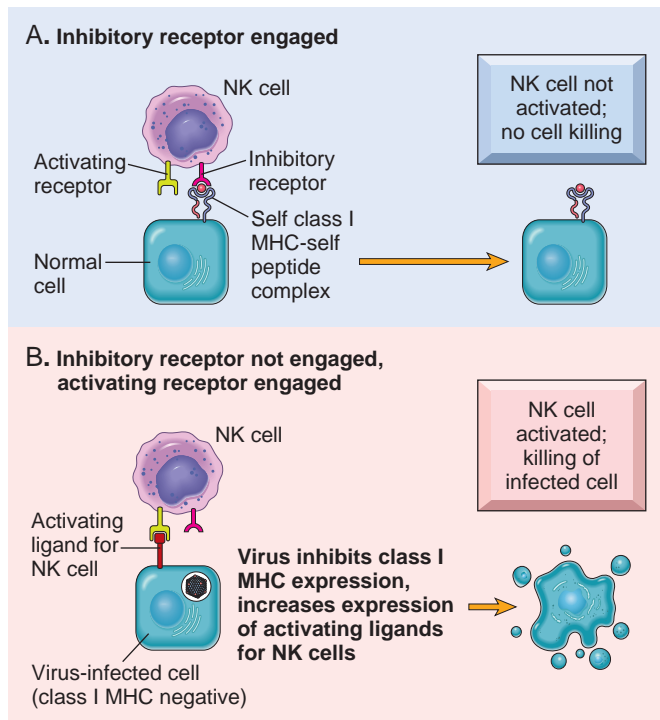 A. Inhibitory receptor engaged
NK cell
NK cell not
activated;
no cell killing
Activating
receptor
Inhibitory
receptor
Self class I
MHC-self
peptide
complex
Normal
cell
B. Inhibitory receptor not engaged,
activating receptor engaged
NK cell
NK cell
activated;
killing of
infected cell
Activating
ligand for
NK cell
Virus inhibits class I
MHC expression,
increases expression
of activating ligands
for NK cells
Virus-infected cell
(class I MHC negative)